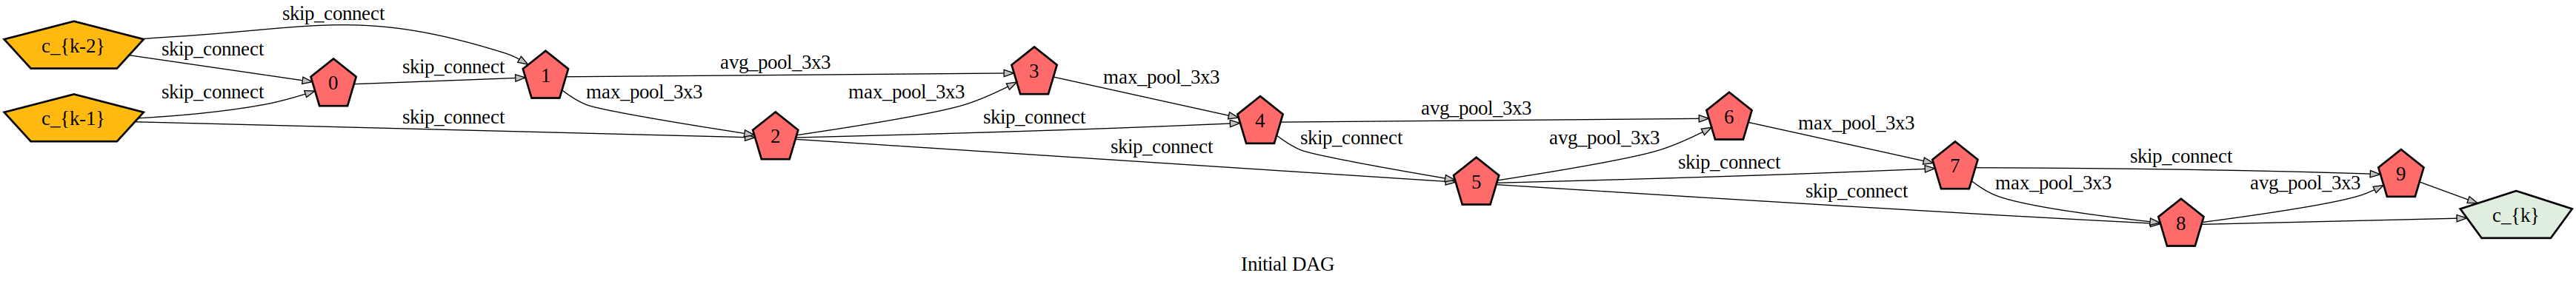 skip_connect
c_{k-2}
skip_connect
0
skip_connect
c_{k-1}
skip_connect
skip_connect
1
avg_pool_3x3
max_pool_3x3
2
max_pool_3x3
3
skip_connect
skip_connect
max_pool_3x3
4
avg_pool_3x3
skip_connect
5
avg_pool_3x3
6
skip_connect
skip_connect
max_pool_3x3
7
skip_connect
max_pool_3x3
8
avg_pool_3x3
9
c_{k}
Initial DAG